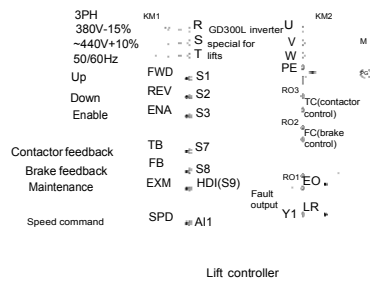 3PH KM1 R GD300L inverter U KM2
380V-15% S special for V M
~440V+10% T lifts W
50/60Hz PE
Up FWD S1
Down REV S2 RO3 TC(contactor control)
Enable ENA S3
RO2 FC(brake control)
Contactor feedback TB S7
Brake feedback FB S8
Maintenance EXM HDI(S9) RO1 EO
Fault output
Speed command SPD AI1 Y1 LR
Lift controller